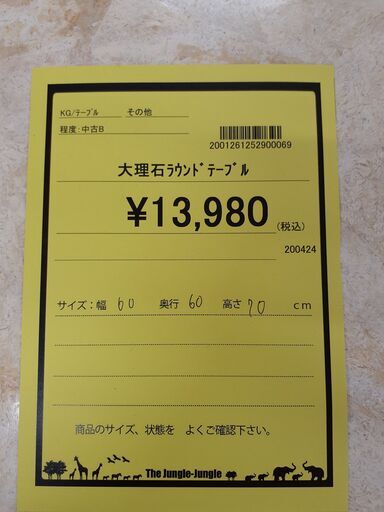 KG/ﾃｰﾌﾞﾙ その他
程度:中古B
2001261252900069
大理石ﾗｳﾝﾄﾞﾃｰﾌﾞﾙ
¥13,980(税込)
200424
サイズ:幅 60 奥行 60 高さ 70 cm
商品のサイズ、状態を よくご確認下さい。
The Jungle-Jungle